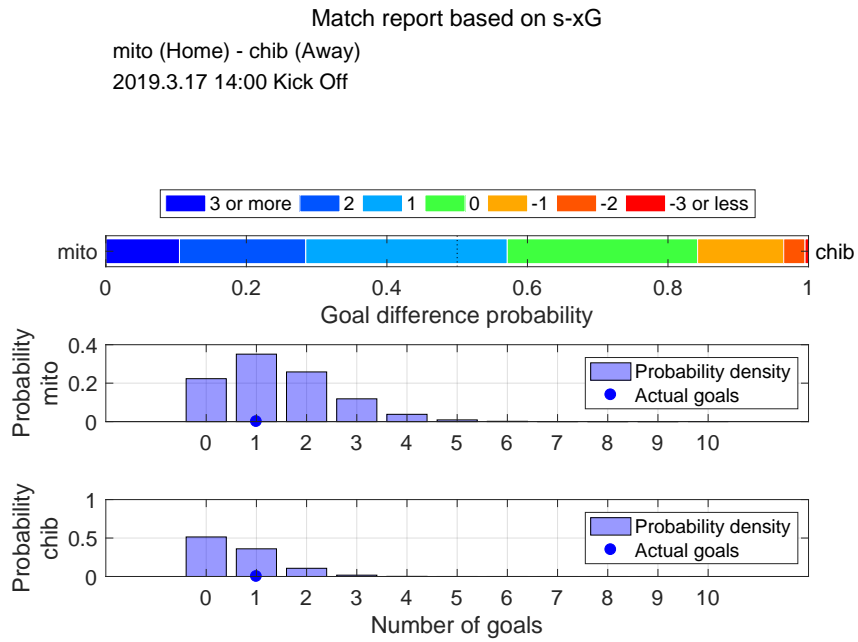 Match report based on s-xG
mito (Home) - chib (Away)
2019.3.17 14:00 Kick Off
3 or more 2 1 0 -1 -2 -3 or less
mito chib
0 0.2 0.4 0.6 0.8 1
Goal difference probability
Probability
mito
0.4
0.2
0
Probability density
Actual goals
0 1 2 3 4 5 6 7 8 9 10
Probability
chib
1
0.5
0
Probability density
Actual goals
0 1 2 3 4 5 6 7 8 9 10
Number of goals